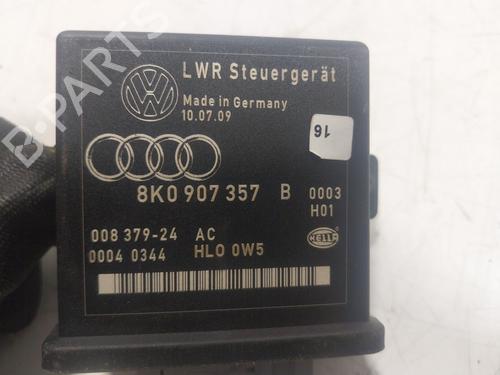 LWR Steuergerät
Made in Germany
10.07.09
16
8K0 907 357 B 0003
H01
008 379-24 AC
0004 0344 HLO 0W5
HELLA